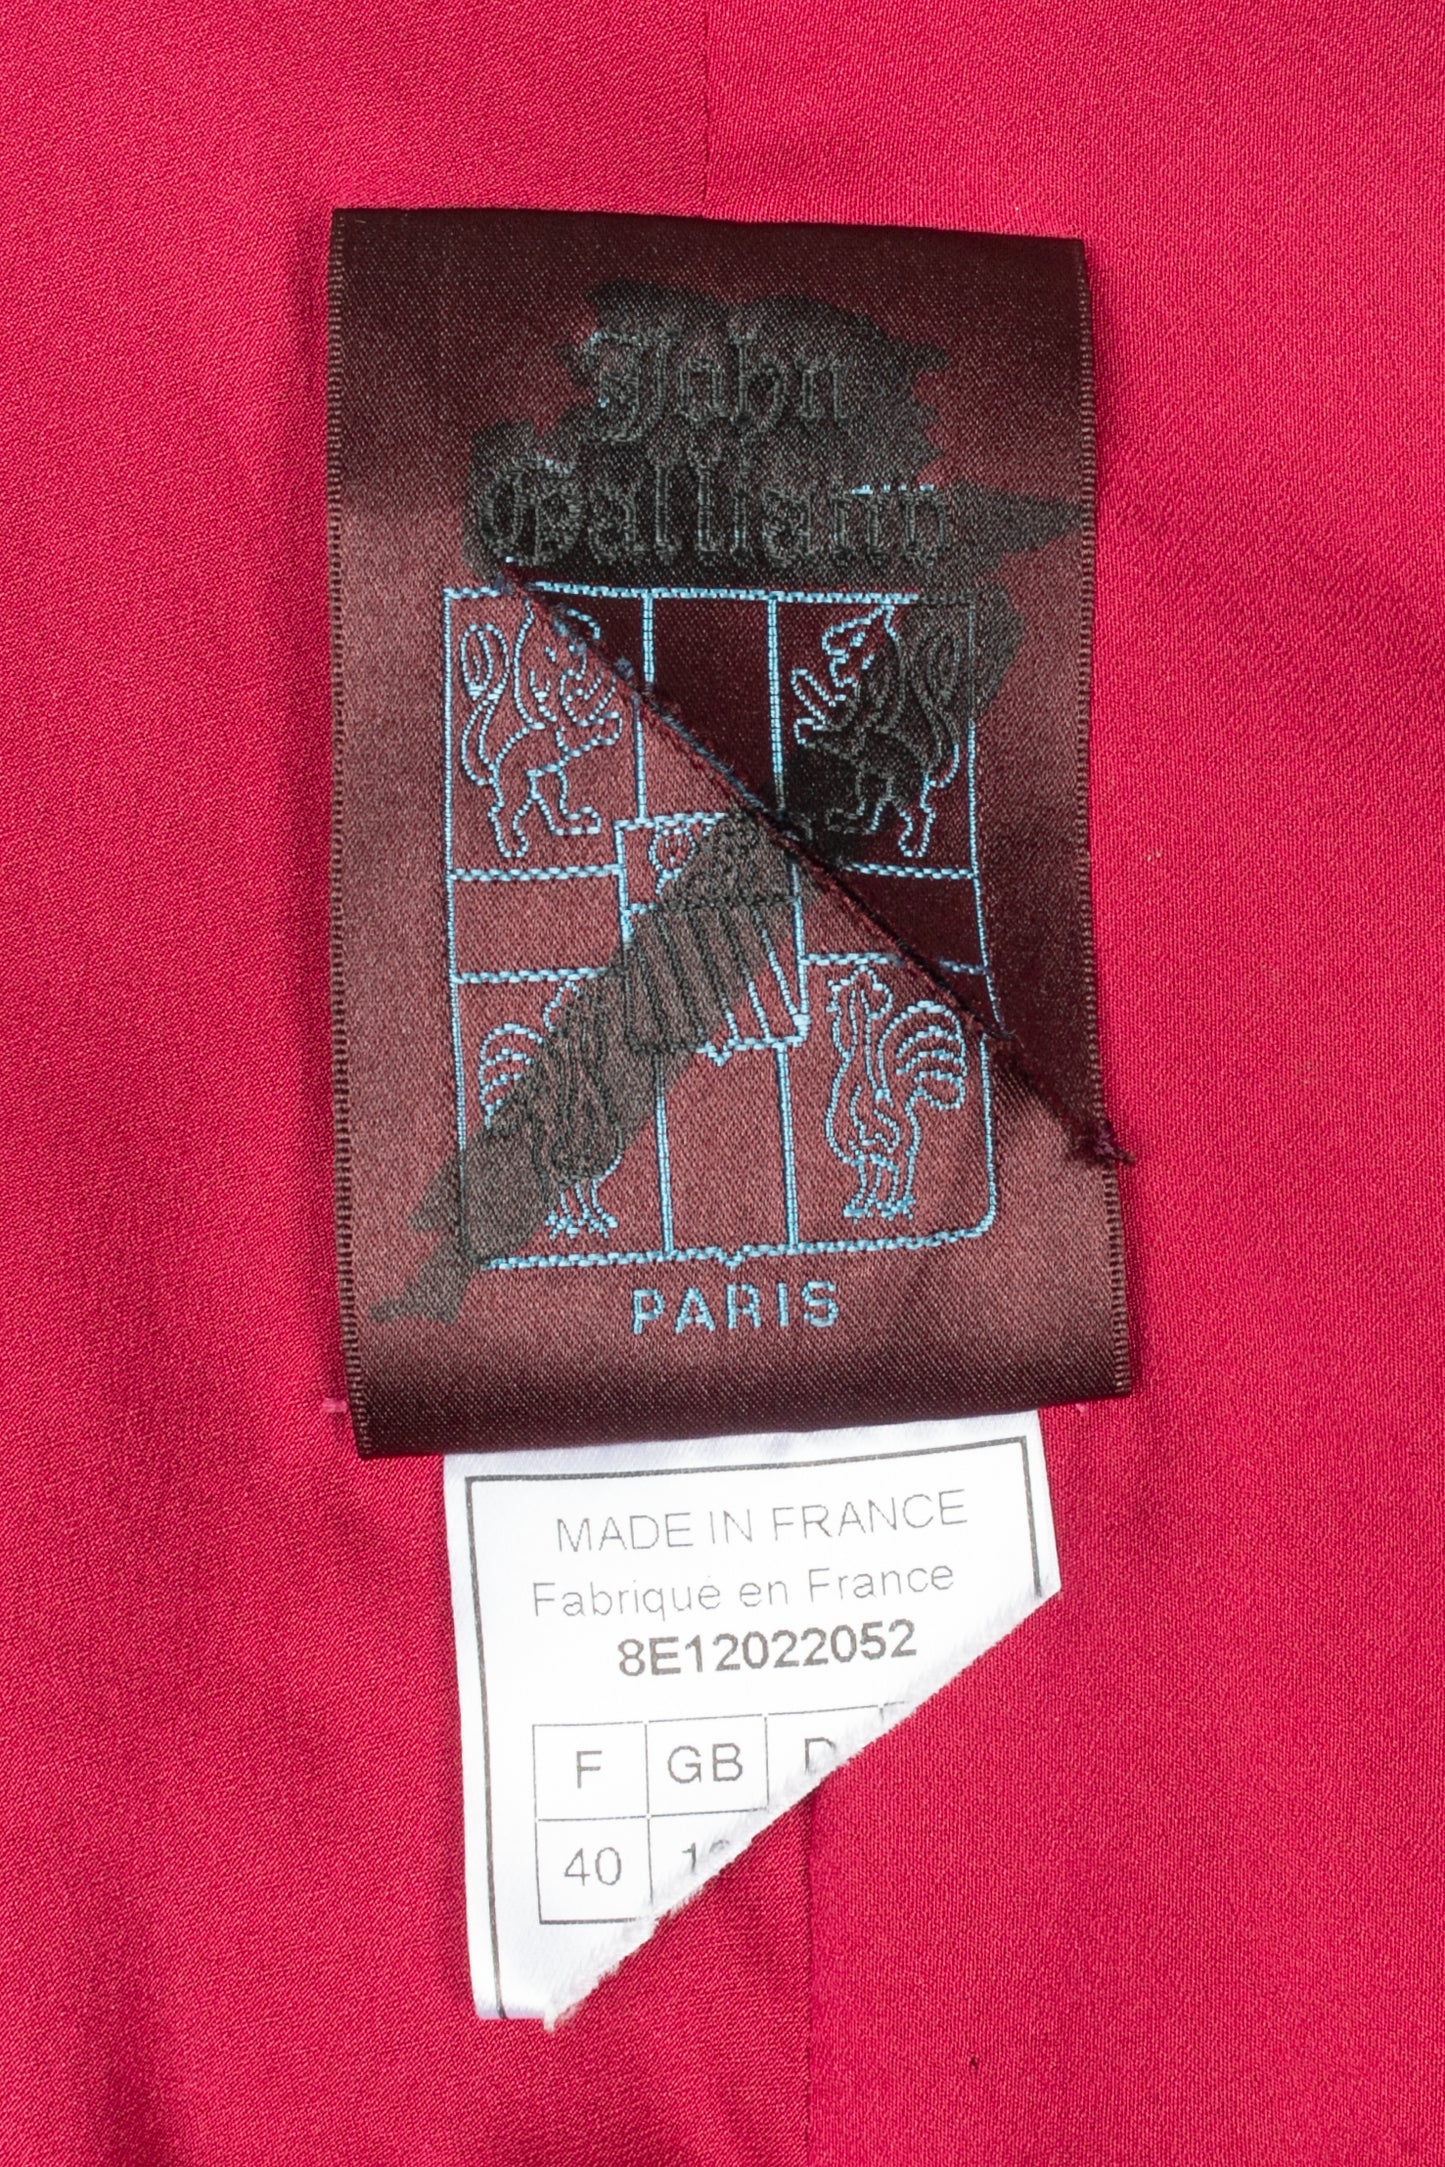 John
Galliano
PARIS
MADE IN FRANCE
Fabriqué en France
8E12022052
F GB D
40